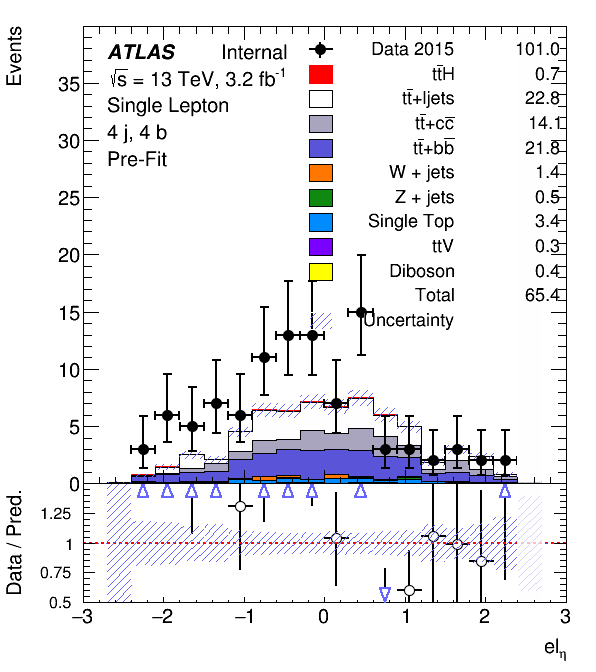 Events
ATLAS Internal
√s = 13 TeV, 3.2 fb⁻¹
Single Lepton
4 j, 4 b
Pre-Fit
Data 2015 101.0
tt̄H 0.7
tt̄+ljets 22.8
tt̄+cc̄ 14.1
tt̄+bb̄ 21.8
W + jets 1.4
Z + jets 0.5
Single Top 3.4
ttV 0.3
Diboson 0.4
Total 65.4
Uncertainty
35
30
25
20
15
10
5
0
Data / Pred.
1.25
1
0.75
0.5
−3 −2 −1 0 1 2 3
el_η